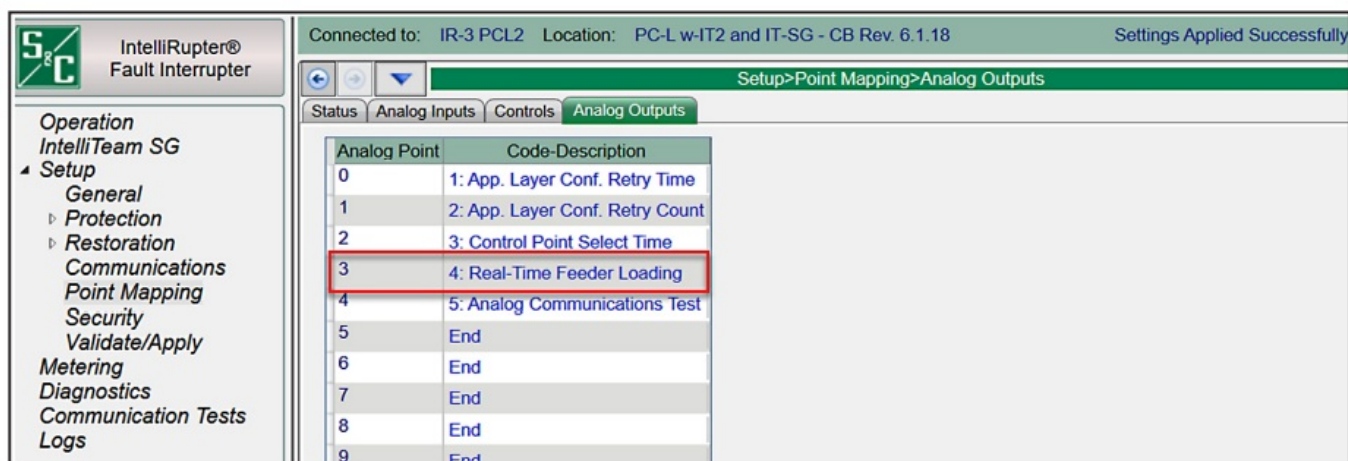 S&C
IntelliRupter®
Fault Interrupter
Connected to: IR-3 PCL2 Location: PC-L w-IT2 and IT-SG - CB Rev. 6.1.18 Settings Applied Successfully
Setup>Point Mapping>Analog Outputs
Status Analog Inputs Controls Analog Outputs
Operation
IntelliTeam SG
Setup
General
Protection
Restoration
Communications
Point Mapping
Security
Validate/Apply
Metering
Diagnostics
Communication Tests
Logs
Analog Point Code-Description
0 1: App. Layer Conf. Retry Time
1 2: App. Layer Conf. Retry Count
2 3: Control Point Select Time
3 4: Real-Time Feeder Loading
4 5: Analog Communications Test
5 End
6 End
7 End
8 End
9 End